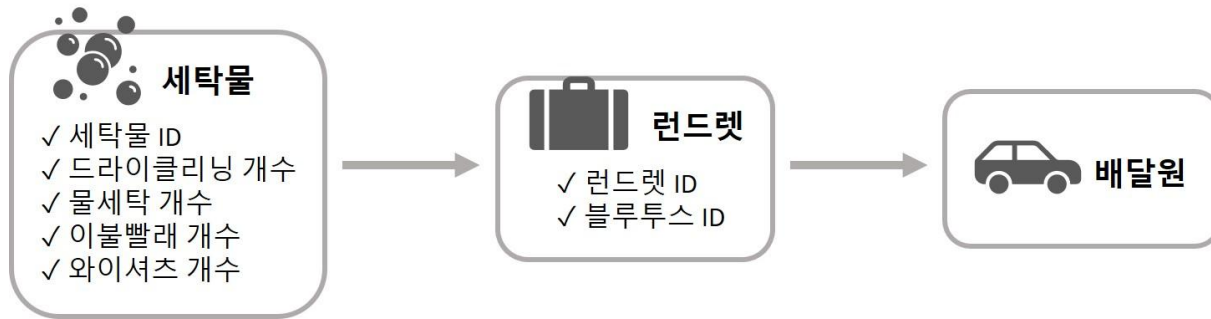 세탁물
✓ 세탁물 ID
✓ 드라이클리닝 개수
✓ 물세탁 개수
✓ 이불빨래 개수
✓ 와이셔츠 개수
런드렛
✓ 런드렛 ID
✓ 블루투스 ID
배달원